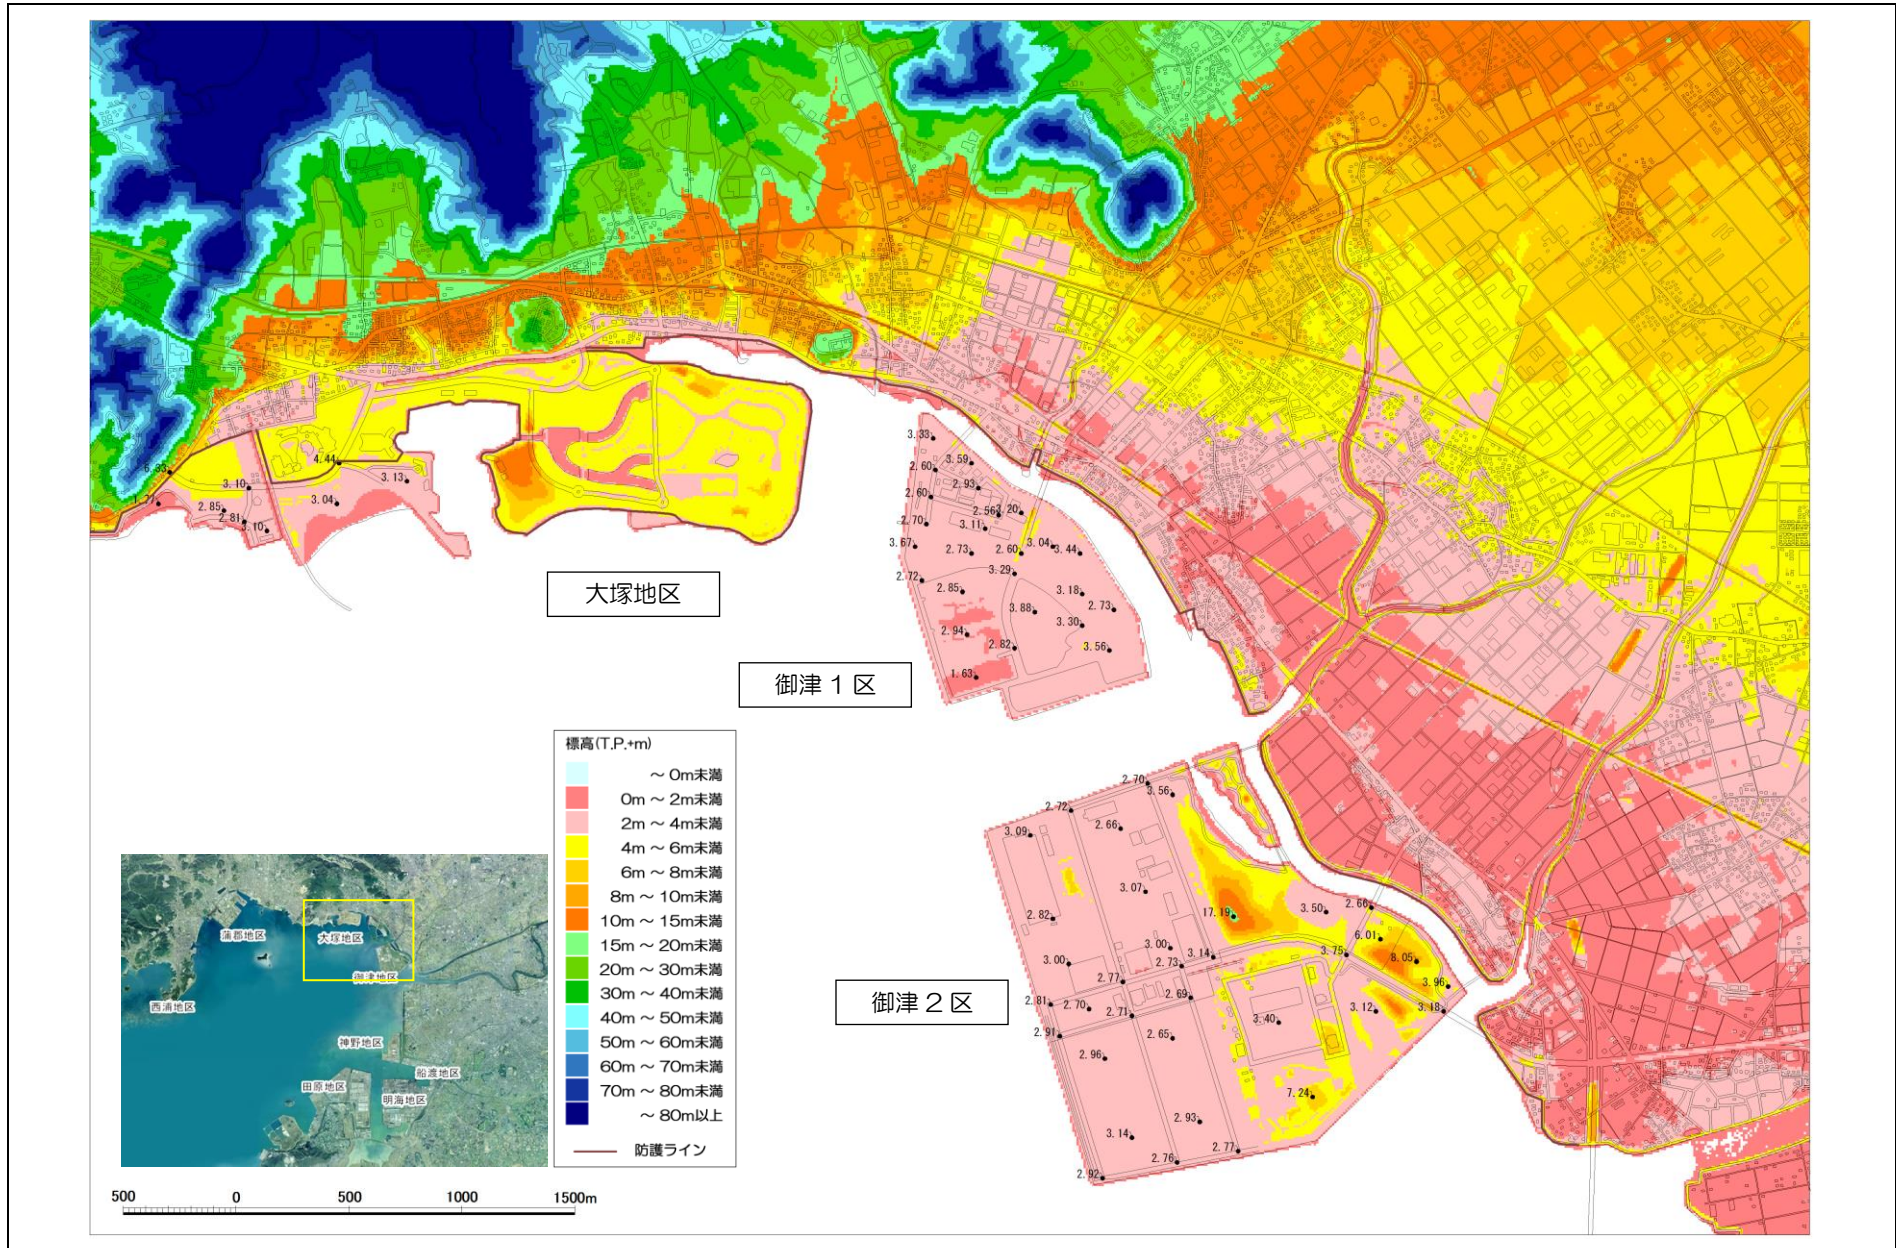 6.33
1.77
3.10
2.85
2.81
3.10
4.44
3.04
3.13
大塚地区
3.33
3.59
2.60
2.93
2.60
2.56
3.20
2.70
3.11
3.67
2.73
2.60
3.04
3.44
3.29
2.72
2.85
3.18
3.88
2.73
2.94
3.30
2.82
3.56
1.63
御津1区
標高(T.P.+m)
～0m未満
0m～2m未満
2m～4m未満
4m～6m未満
6m～8m未満
8m～10m未満
10m～15m未満
15m～20m未満
20m～30m未満
30m～40m未満
40m～50m未満
50m～60m未満
60m～70m未満
70m～80m未満
～80m以上
防護ライン
2.70
3.56
2.72
3.09
2.66
3.07
2.82
17.19
3.50
2.66
6.01
3.00
3.14
3.75
8.05
3.00
2.73
2.77
3.96
2.81
2.70
2.69
2.71
3.12
3.18
御津2区
2.91
2.65
3.40
2.96
7.24
2.93
3.14
2.77
2.76
2.92
蒲郡地区
大塚地区
御津地区
西浦地区
神野地区
船渡地区
田原地区
明海地区
500 0 500 1000 1500m